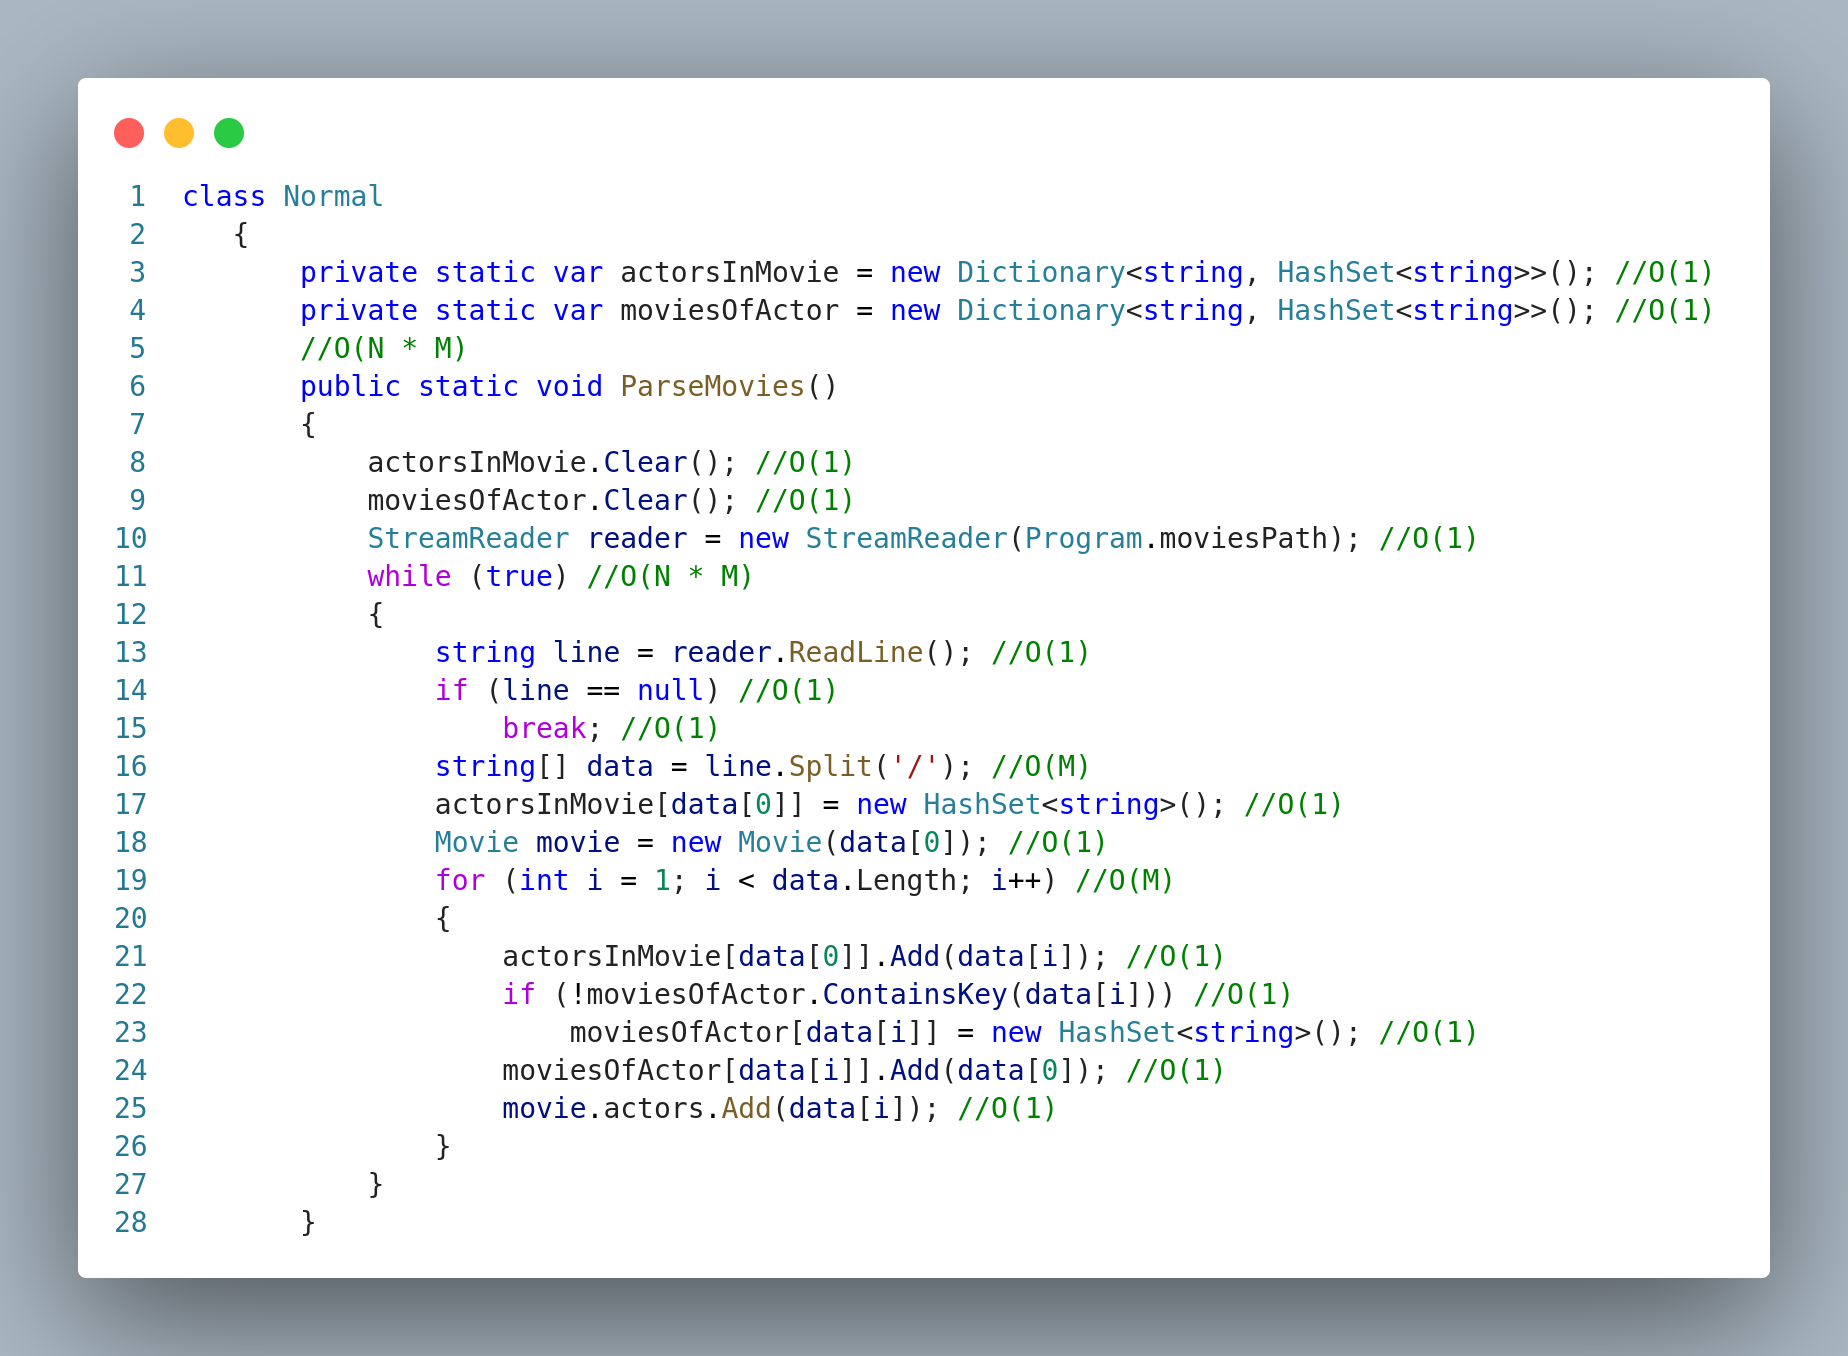 1 class Normal
2    {
3        private static var actorsInMovie = new Dictionary<string, HashSet<string>>(); //O(1)
4        private static var moviesOfActor = new Dictionary<string, HashSet<string>>(); //O(1)
5        //O(N * M)
6        public static void ParseMovies()
7        {
8            actorsInMovie.Clear(); //O(1)
9            moviesOfActor.Clear(); //O(1)
10            StreamReader reader = new StreamReader(Program.moviesPath); //O(1)
11            while (true) //O(N * M)
12            {
13                string line = reader.ReadLine(); //O(1)
14                if (line == null) //O(1)
15                    break; //O(1)
16                string[] data = line.Split('/'); //O(M)
17                actorsInMovie[data[0]] = new HashSet<string>(); //O(1)
18                Movie movie = new Movie(data[0]); //O(1)
19                for (int i = 1; i < data.Length; i++) //O(M)
20                {
21                    actorsInMovie[data[0]].Add(data[i]); //O(1)
22                    if (!moviesOfActor.ContainsKey(data[i])) //O(1)
23                        moviesOfActor[data[i]] = new HashSet<string>(); //O(1)
24                    moviesOfActor[data[i]].Add(data[0]); //O(1)
25                    movie.actors.Add(data[i]); //O(1)
26                }
27            }
28        }